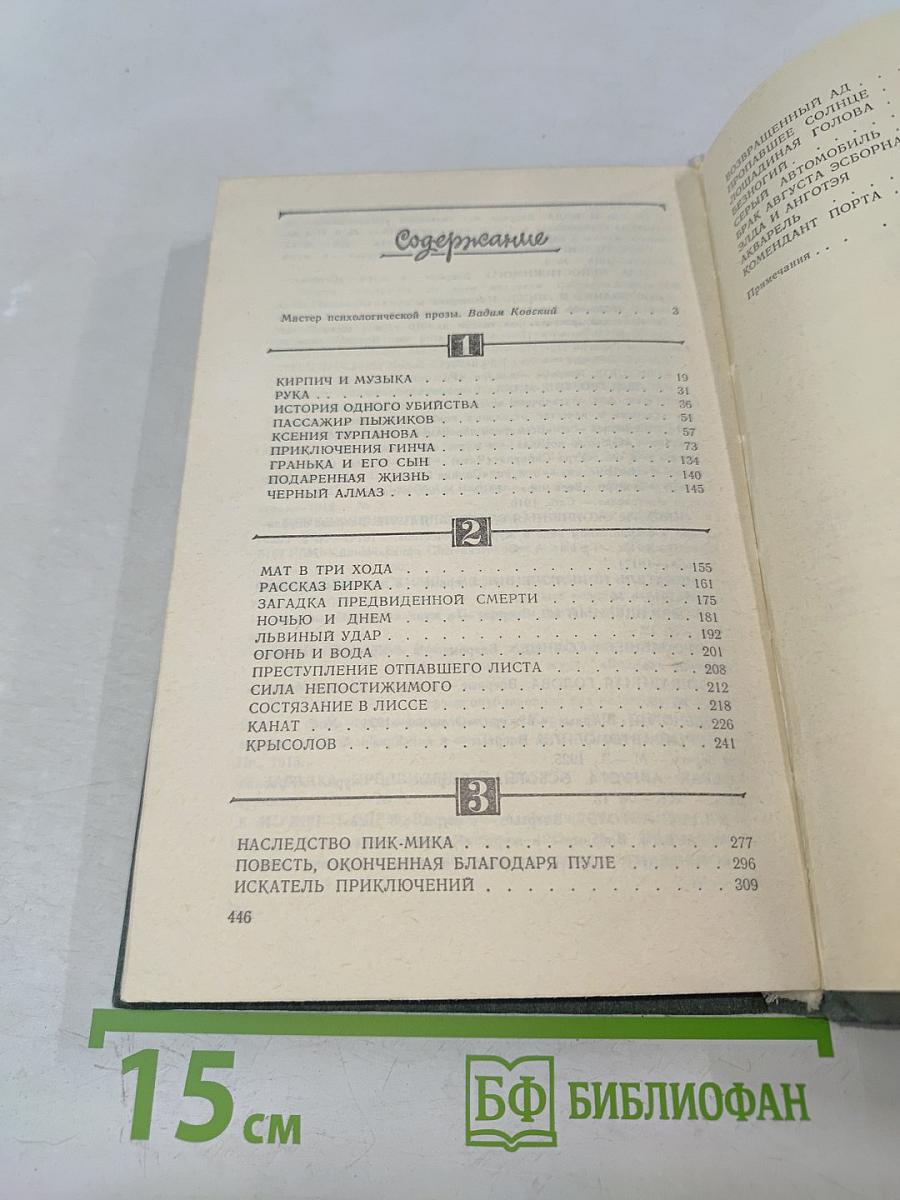 Содержание
Мастер психологической прозы. Вадим Ковский . . . . . . 3
1
КИРПИЧ И МУЗЫКА . . . . . 19
РУКА . . . . . . . . . . . . . . . . 31
ИСТОРИЯ ОДНОГО УБИЙСТВА . . . . . . . . 36
ПАССАЖИР ПЫЖИКОВ . . . . . . . . . . . 51
КСЕНИЯ ТУРПАНОВА . . . . . . . . . . . . 57
ПРИКЛЮЧЕНИЯ ГИНЧА . . . . . . . . . . . 73
ГРАНЬКА И ЕГО СЫН . . . . . . . . . . . 134
ПОДАРЕННАЯ ЖИЗНЬ . . . . . . . . . . . 140
ЧЕРНЫЙ АЛМАЗ . . . . . . . . . . . . . 145
2
МАТ В ТРИ ХОДА . . . . . . . . . . . . . 155
РАССКАЗ БИРКА . . . . . . . . . . . . . . 161
ЗАГАДКА ПРЕДВИДЕННОЙ СМЕРТИ . . . . . . 175
НОЧЬЮ И ДНЕМ . . . . . . . . . . . . . . 181
ЛЬВИНЫЙ УДАР . . . . . . . . . . . . . . 192
ОГОНЬ И ВОДА . . . . . . . . . . . . . . 201
ПРЕСТУПЛЕНИЕ ОТПАВШЕГО ЛИСТА . . . . . . 208
СИЛА НЕПОСТИЖИМОГО . . . . . . . . . . . 212
СОСТЯЗАНИЕ В ЛИССЕ . . . . . . . . . . . . 218
КАНАТ . . . . . . . . . . . . . . . . . . 226
КРЫСОЛОВ . . . . . . . . . . . . . . . . 241
3
НАСЛЕДСТВО ПИК-МИКА . . . . . . . . . . . 277
ПОВЕСТЬ, ОКОНЧЕННАЯ БЛАГОДАРЯ ПУЛЕ . . . . . 296
ИСКАТЕЛЬ ПРИКЛЮЧЕНИЙ . . . . . . . . . . . 309
446
ВОЗВРАЩЕННЫЙ АД . .
ПРОПАВШЕЕ СОЛНЦЕ .
ЛОШАДИНАЯ ГОЛОВА .
БЕЗНОГИЙ . . . . . .
СЕРЫЙ АВТОМОБИЛЬ .
БРАК АВГУСТА ЭСБОРНА
ЭЛДА И АНГОТЭЯ
АКВАРЕЛЬ . . . .
КОМЕНДАНТ ПОРТА .
Примечания . . . .
15 см
БФ БИБЛИОФАН